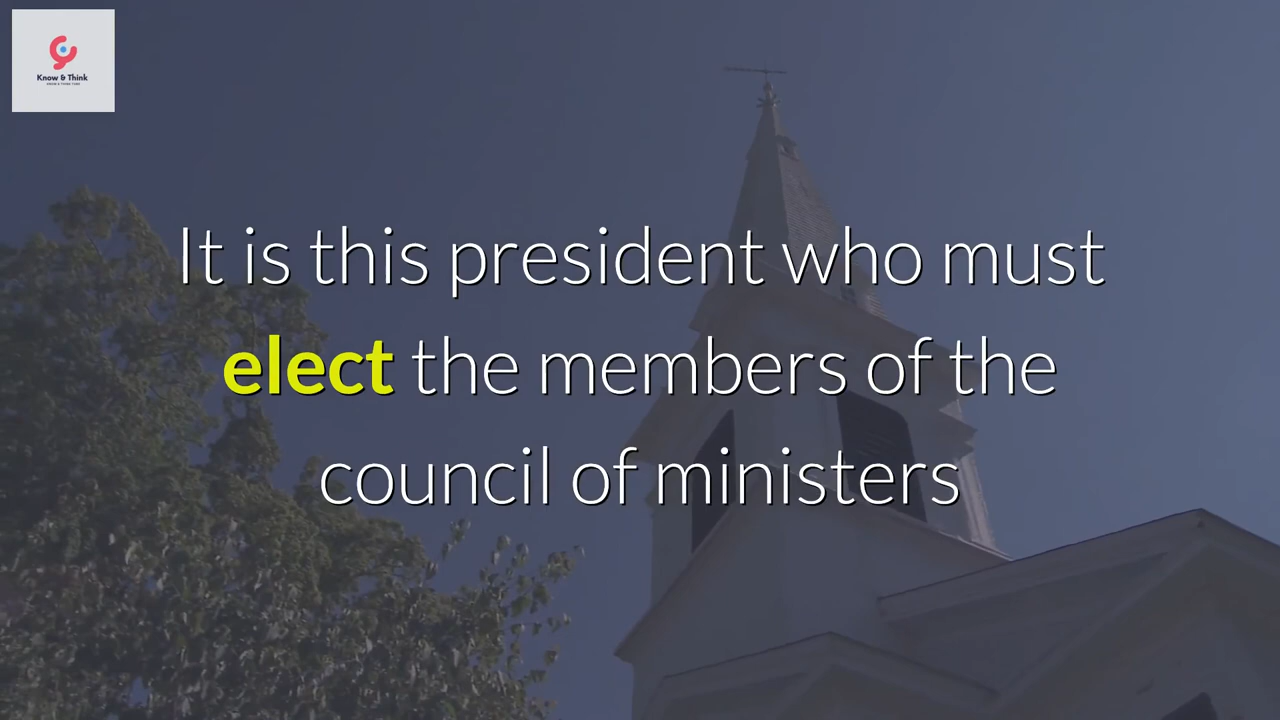 Know & Think
It is this president who must
elect the members of the
council of ministers